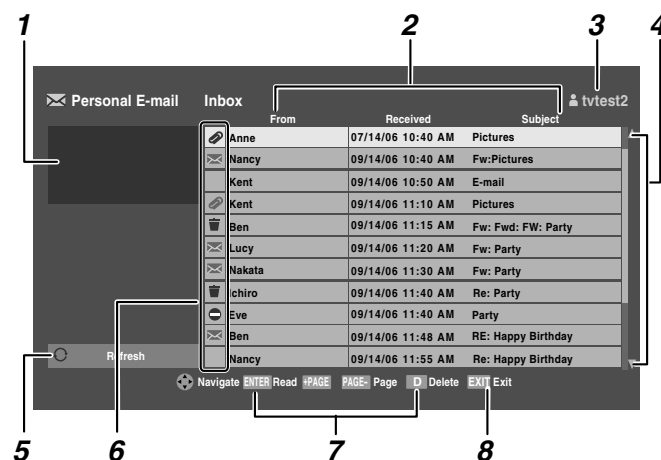 1 2 3 4
Personal E-mail Inbox tvtest2
From Received Subject
Anne 07/14/06 10:40 AM Pictures
Nancy 09/14/06 10:40 AM Fw:Pictures
Kent 09/14/06 10:50 AM E-mail
Kent 09/14/06 11:10 AM Pictures
Ben 09/14/06 11:15 AM Fw: Fwd: FW: Party
Lucy 09/14/06 11:20 AM Fw: Party
Nakata 09/14/06 11:30 AM Fw: Party
Ichiro 09/14/06 11:40 AM Re: Party
Eve 09/14/06 11:40 AM Party
Ben 09/14/06 11:48 AM RE: Happy Birthday
Refresh Nancy 09/14/06 11:55 AM Re: Happy Birthday
Navigate ENTER Read +PAGE PAGE- Page D Delete EXIT Exit
5 6 7 8